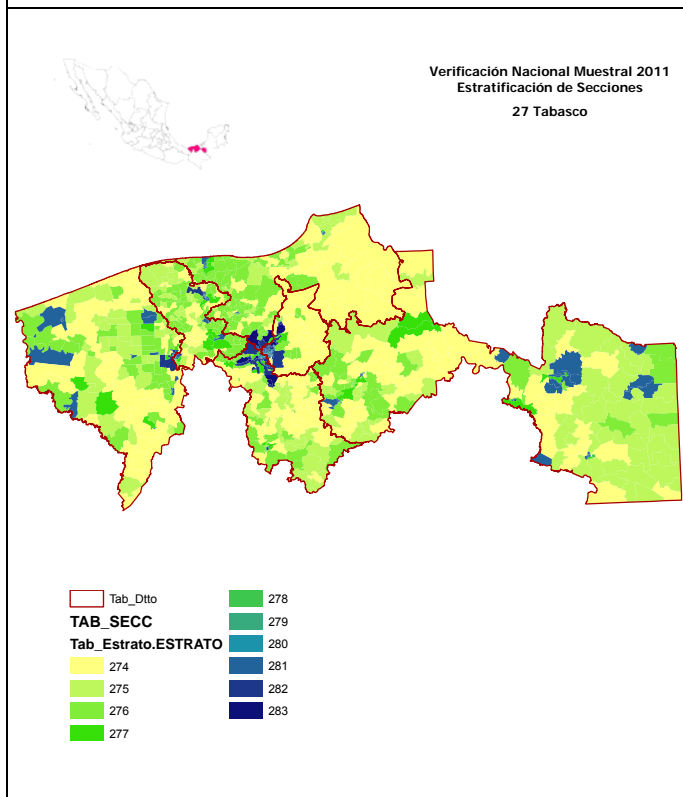 Verificación Nacional Muestral 2011
Estratificación de Secciones
27 Tabasco
Tab_Dtto
TAB_SECC
Tab_Estrato.ESTRATO
274
275
276
277
278
279
280
281
282
283